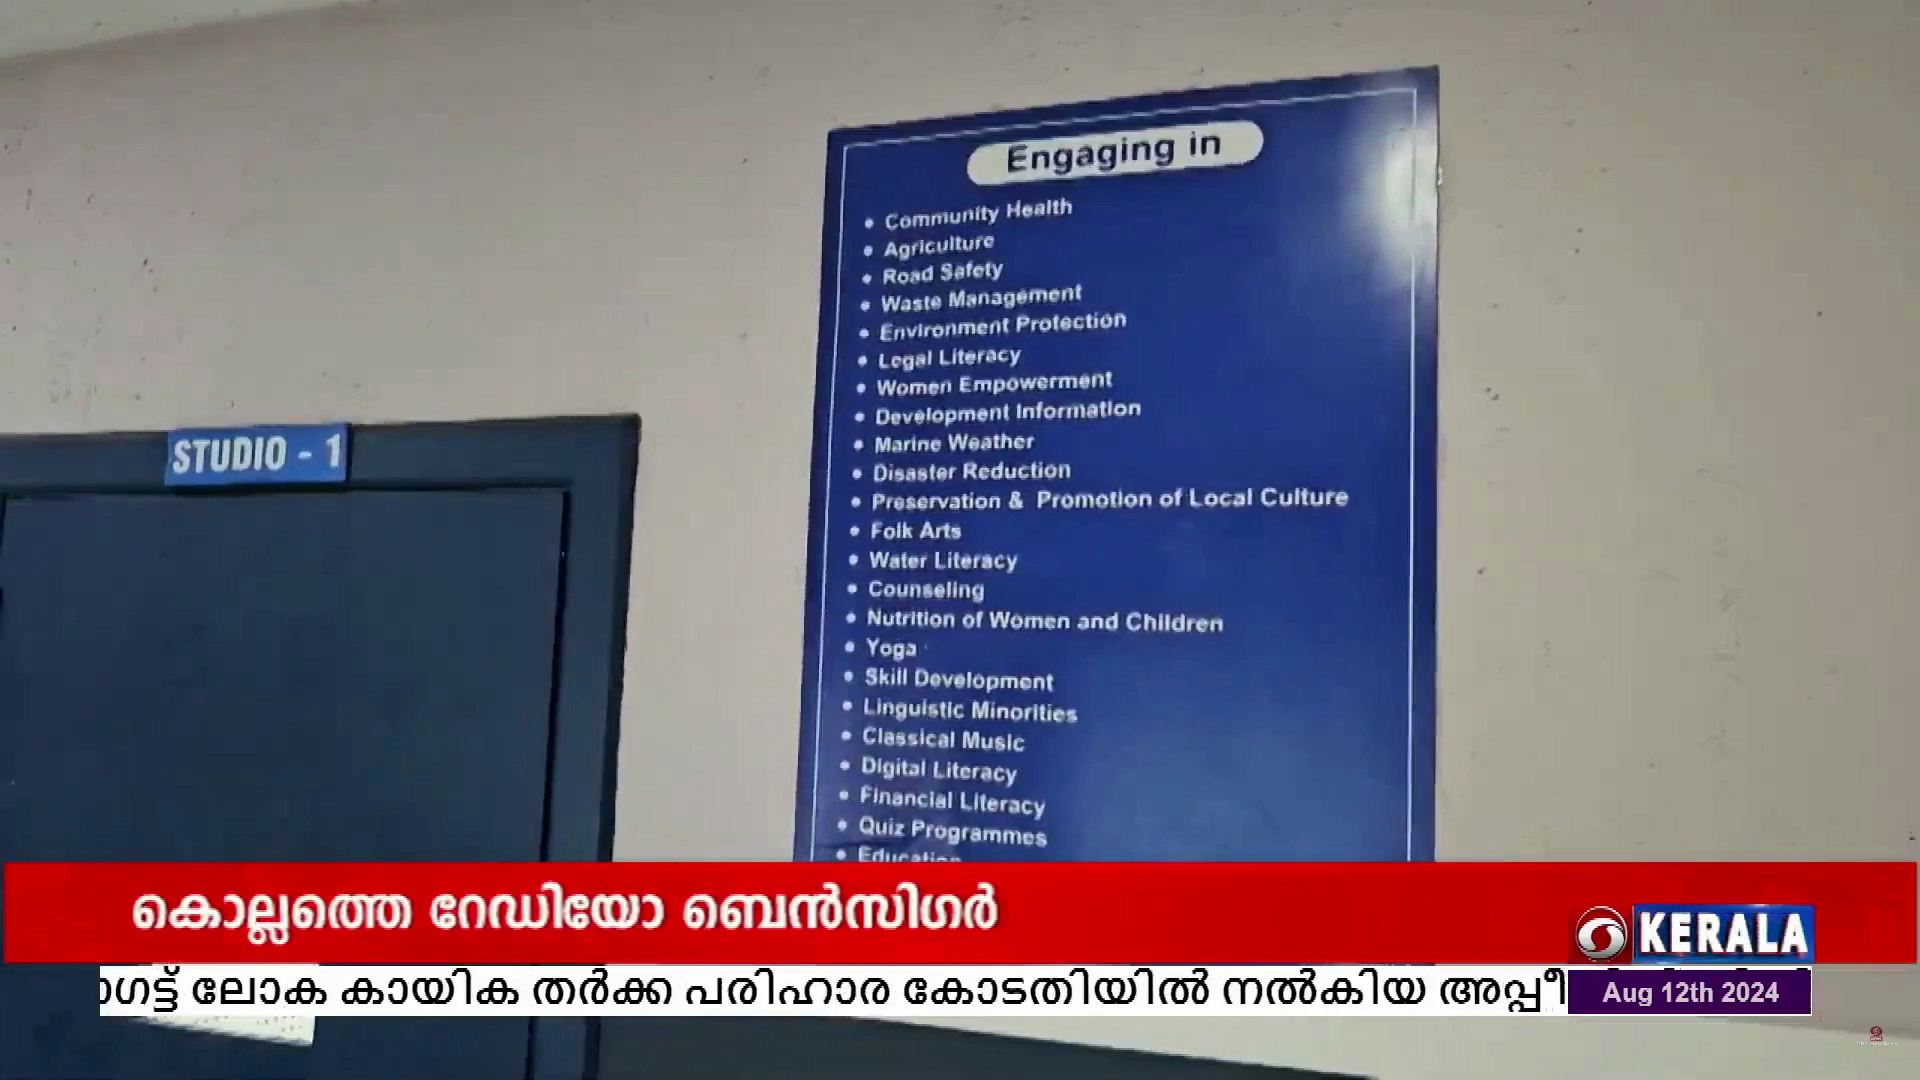 Engaging in
• Community Health
• Agriculture
• Road Safety
• Waste Management
• Environment Protection
• Legal Literacy
• Women Empowerment
• Development Information
• Marine Weather
• Disaster Reduction
• Preservation & Promotion of Local Culture
• Folk Arts
• Water Literacy
• Counseling
• Nutrition of Women and Children
• Yoga
• Skill Development
• Linguistic Minorities
• Classical Music
• Digital Literacy
• Financial Literacy
• Quiz Programmes
• Education
STUDIO - 1
കൊല്ലത്തെ റേഡിയോ ബെൻസിഗർ
KERALA
ലോക കായിക തർക്ക പരിഹാര കോടതിയിൽ നൽകിയ
Aug 12th 2024